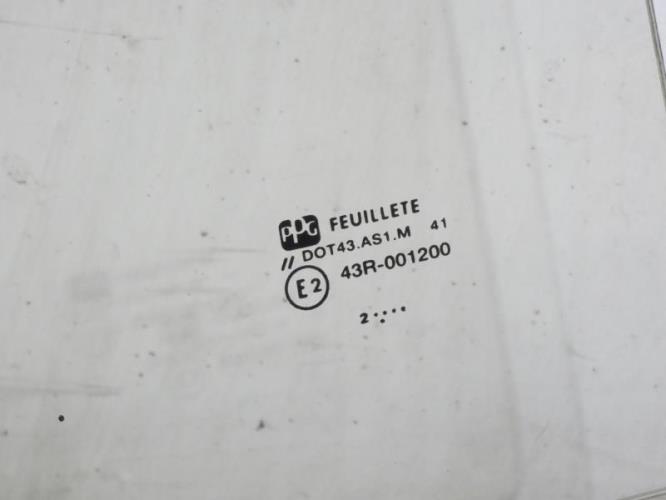 PPG FEUILLETE
// DOT43.AS1.M 41
E2 43R-001200
2·····